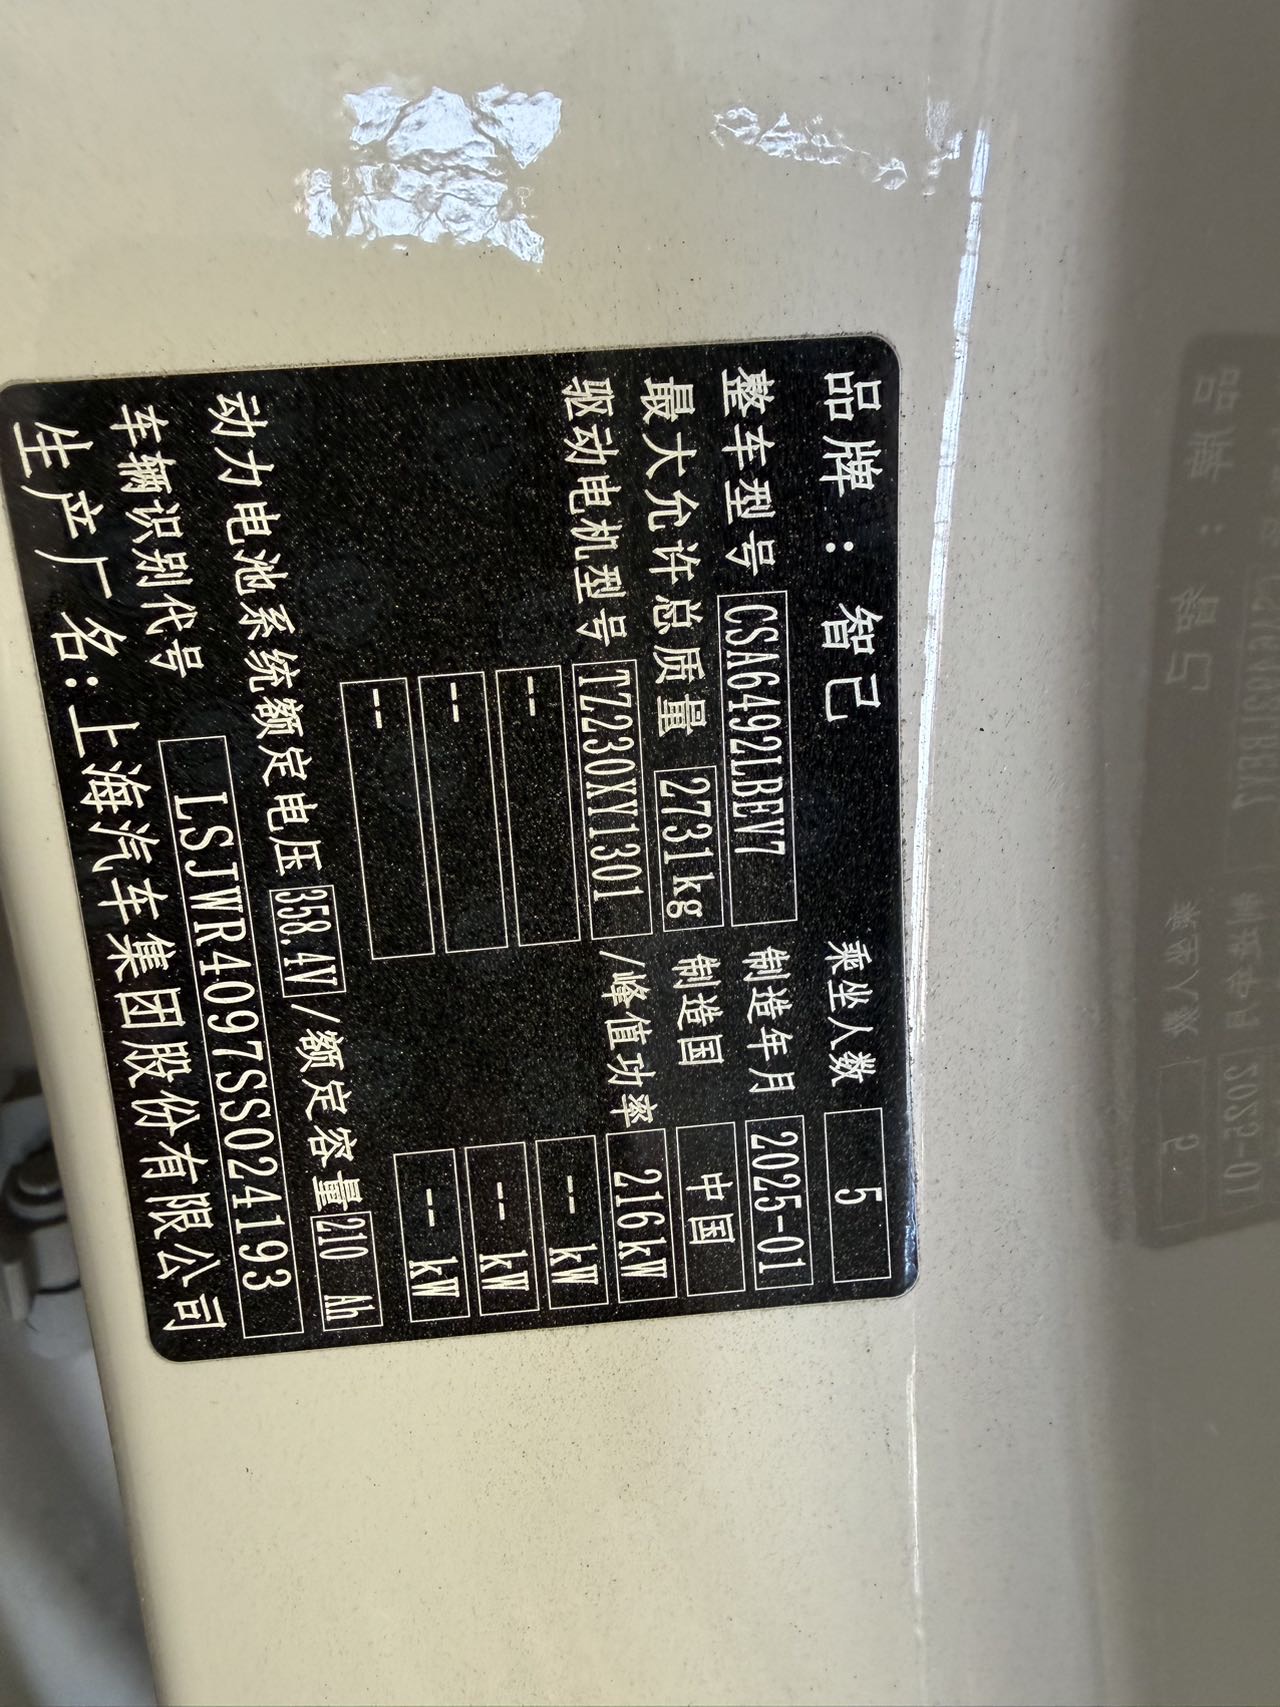 品牌：智己 乘坐人数 5
整车型号 CSA6492LBEV7 制造年月 2025-01
最大允许总质量 2731kg 制造国 中国
驱动电机型号 TZ230XY1301 /峰值功率 216kW
-- -- kW
-- -- kW
-- -- kW
动力电池系统额定电压 358.4V /额定容量 210 Ah
车辆识别代号 LSJWR4097SS024193
生产厂名：上海汽车集团股份有限公司